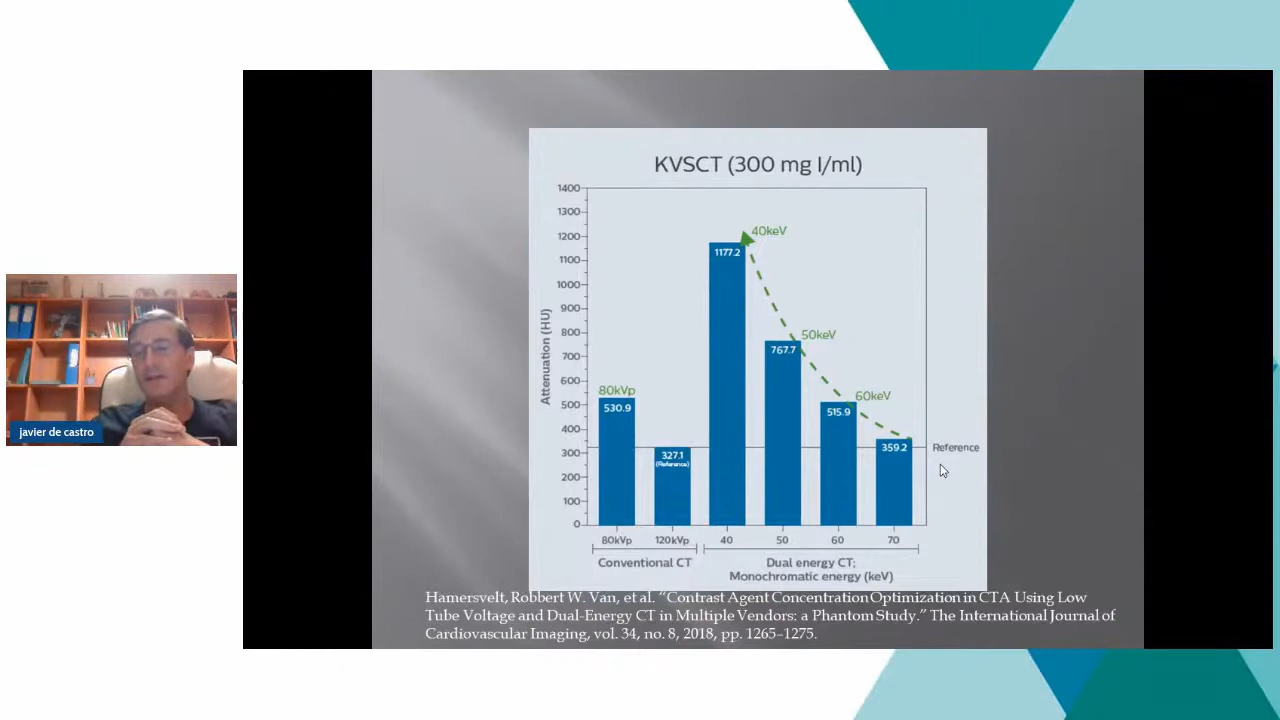 KVSCT (300 mg I/ml)
1400
1300
1200
1100
1000
900
800
700
600
500
400
300
200
100
0
Attenuation (HU)
80kVp
530.9
327.1
(Reference)
40keV
1177.2
50keV
767.7
60keV
515.9
359.2
Reference
80kVp 120kVp 40 50 60 70
Conventional CT
Dual energy CT;
Monochromatic energy (keV)
Hamersvelt, Robbert W. Van, et al. “Contrast Agent Concentration Optimization in CTA Using Low
Tube Voltage and Dual-Energy CT in Multiple Vendors: a Phantom Study.” The International Journal of
Cardiovascular Imaging, vol. 34, no. 8, 2018, pp. 1265–1275.
javier de castro